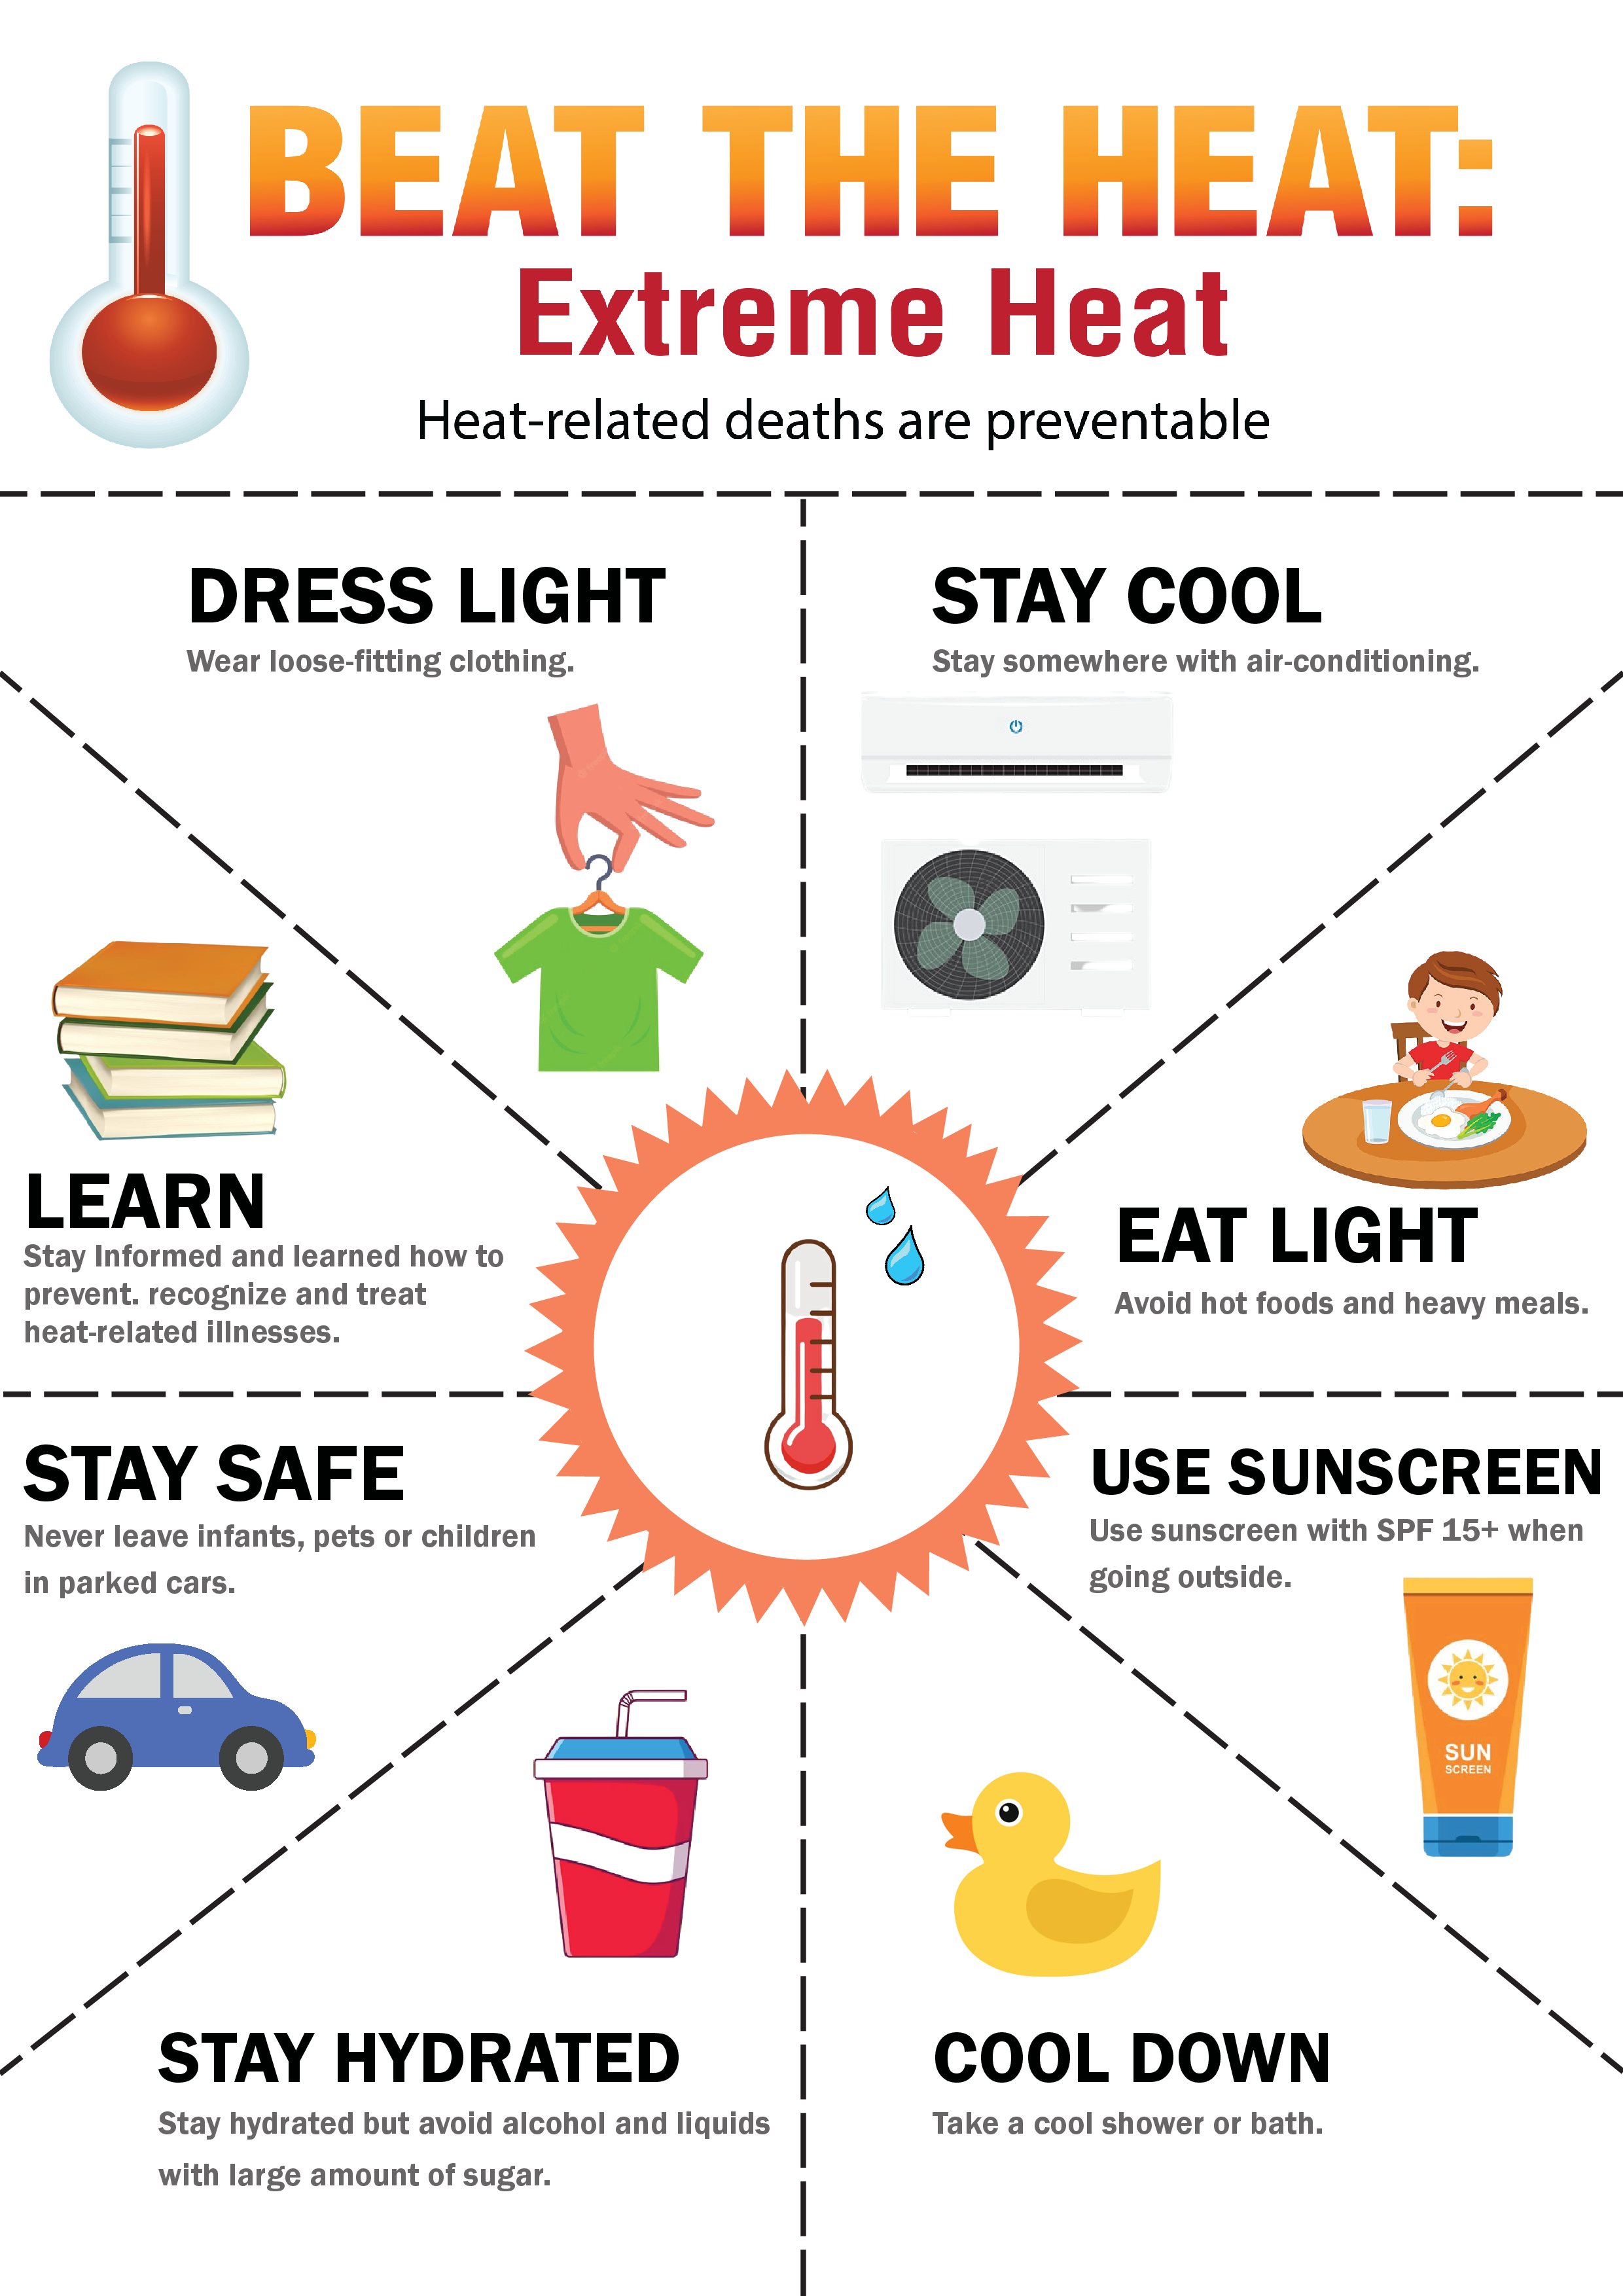 BEAT THE HEAT:
Extreme Heat
Heat-related deaths are preventable
DRESS LIGHT
Wear loose-fitting clothing.
STAY COOL
Stay somewhere with air-conditioning.
LEARN
Stay Informed and learned how to
prevent. recognize and treat
heat-related illnesses.
EAT LIGHT
Avoid hot foods and heavy meals.
STAY SAFE
Never leave infants, pets or children
in parked cars.
USE SUNSCREEN
Use sunscreen with SPF 15+ when
going outside.
SUN
SCREEN
STAY HYDRATED
Stay hydrated but avoid alcohol and liquids
with large amount of sugar.
COOL DOWN
Take a cool shower or bath.